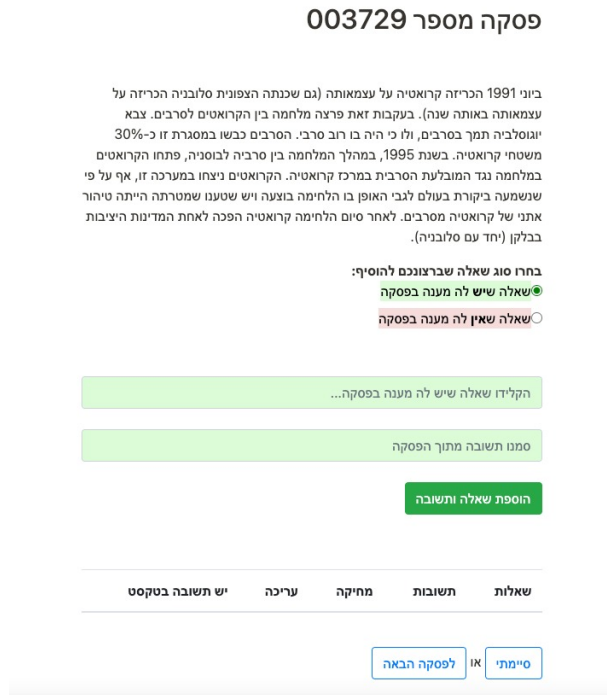 פסקה מספר 003729
ביוני 1991 הכריזה קרואטיה על עצמאותה (גם שכנתה הצפונית סלובניה הכריזה על
עצמאותה באותה שנה). בעקבות זאת פרצה מלחמה בין הקרואטים לסרבים. צבא
יוגוסלביה תמך בסרבים, ולו כי היה בו רוב סרבי. הסרבים כבשו במסגרת זו כ-30%
משטחי קרואטיה. בשנת 1995, במהלך המלחמה בין סרביה לבוסניה, פתחו הקרואטים
במלחמה נגד המובלעת הסרבית במרכז קרואטיה. הקרואטים ניצחו במערכה זו, אף על פי
שנשמעה ביקורת בעולם לגבי האופן בו הלחימה בוצעה ויש שטענו שמטרתה הייתה טיהור
אתני של קרואטיה מסרבים. לאחר סיום הלחימה קרואטיה הפכה לאחת המדינות היציבות
בבלקן (יחד עם סלובניה).
בחרו סוג שאלה שברצונכם להוסיף:
שאלה שיש לה מענה בפסקה
שאלה שאין לה מענה בפסקה
הקלידו שאלה שיש לה מענה בפסקה...
סמנו תשובה מתוך הפסקה
הוספת שאלה ותשובה
שאלות תשובות מחיקה עריכה יש תשובה בטקסט
סיימתי או לפסקה הבאה